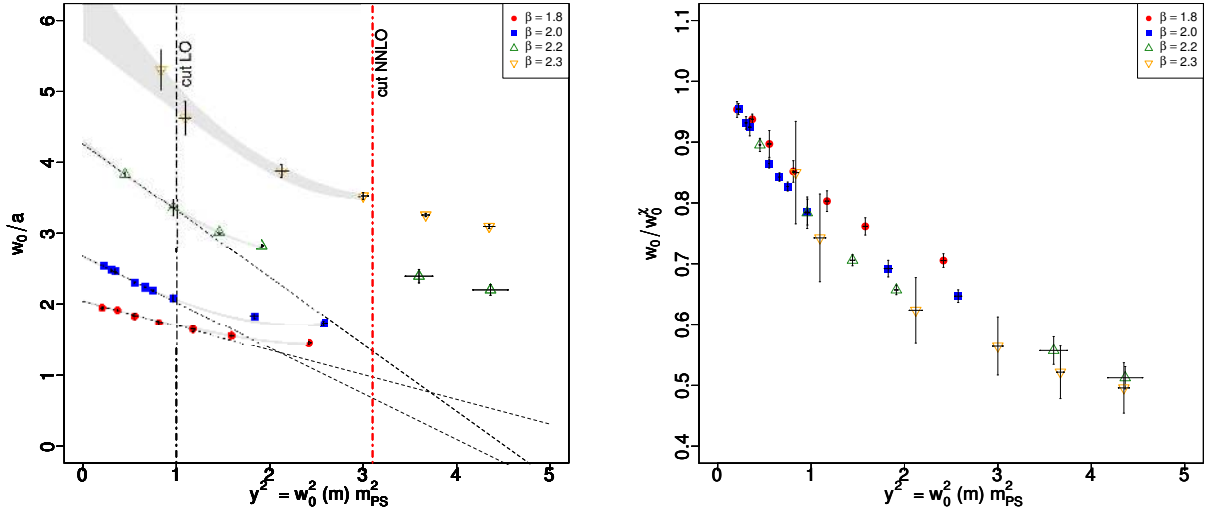 6
5
4
3
2
1
0
w₀/a
cut LO
cut NNLO
β = 1.8
β = 2.0
β = 2.2
β = 2.3
0 1 2 3 4 5
y² = w₀² (m) m²PS
1.1
1.0
0.9
0.8
0.7
0.6
0.5
0.4
w₀/w₀^χ
β = 1.8
β = 2.0
β = 2.2
β = 2.3
0 1 2 3 4 5
y² = w₀² (m) m²PS